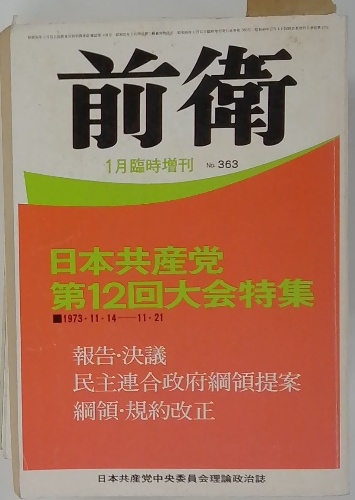 前衛
1月臨時増刊 No. 363
日本共産党
第12回大会特集
■1973・11・14——11・21
報告・決議
民主連合政府綱領提案
綱領・規約改正
日本共産党中央委員会理論政治誌